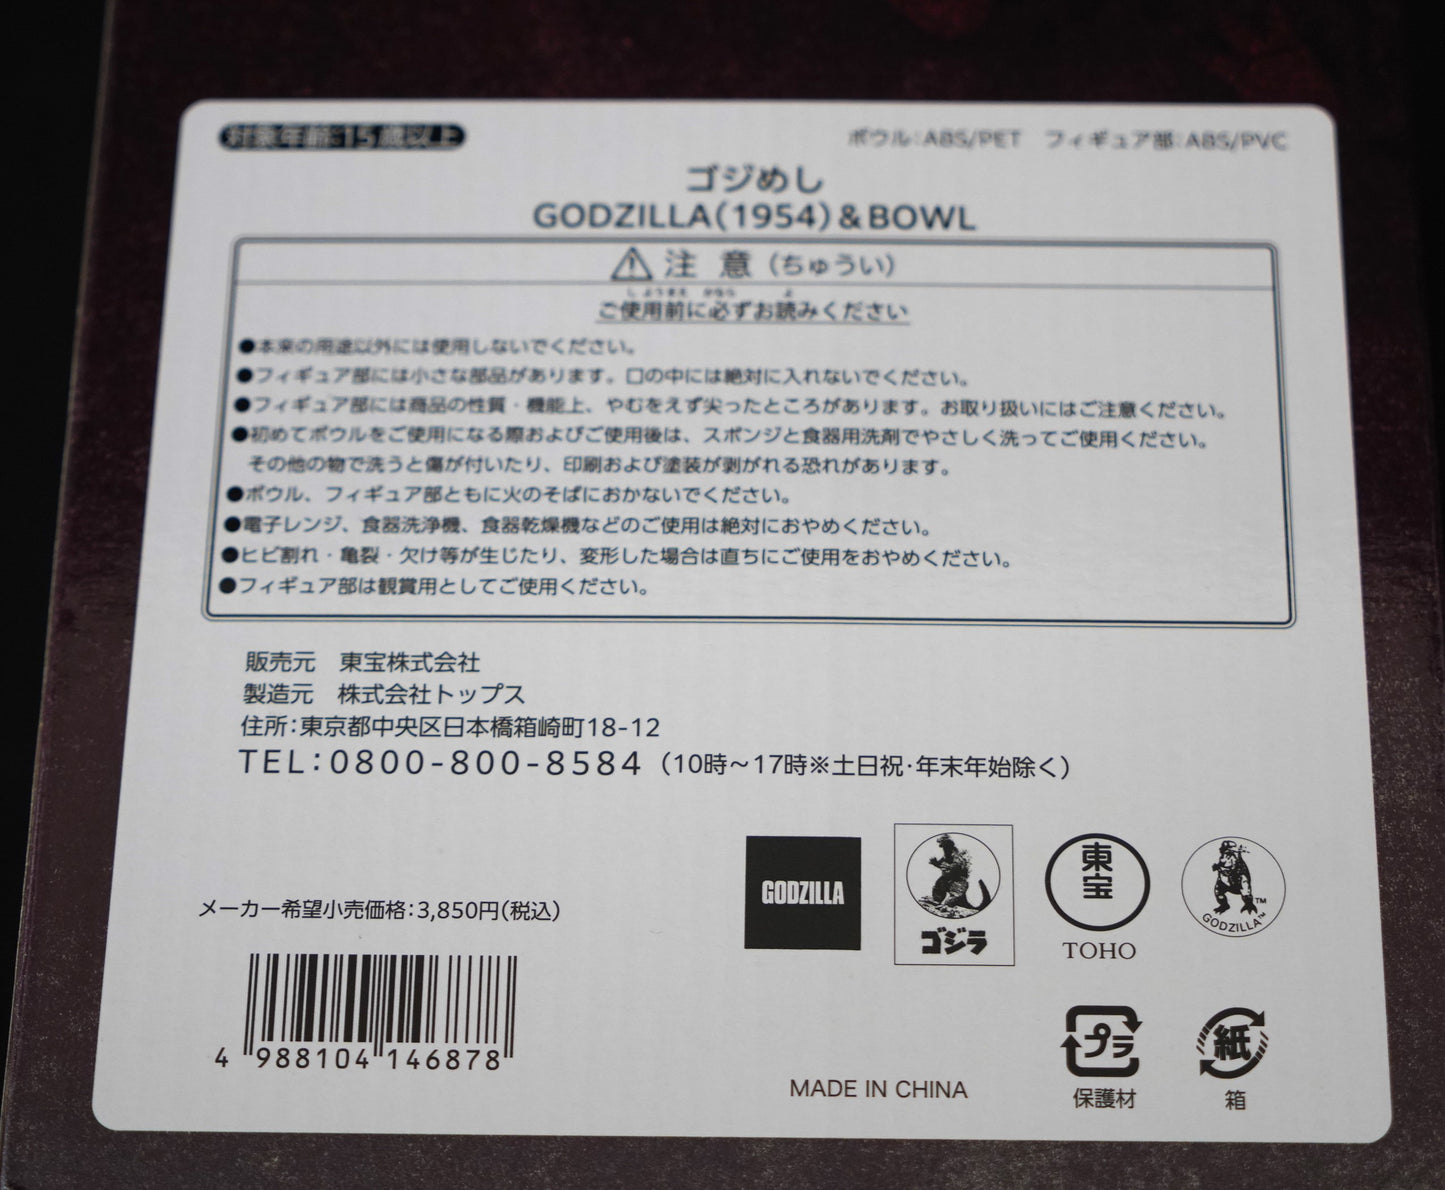 対象年齢:15歳以上
ボウル:ABS/PET　フィギュア部:ABS/PVC
ゴジめし
GODZILLA(1954)&BOWL
⚠注意(ちゅうい)
しようまえ かなら よ
ご使用前に必ずお読みください
●本来の用途以外には使用しないでください。
●フィギュア部には小さな部品があります。口の中には絶対に入れないでください。
●フィギュア部には商品の性質・機能上、やむをえず尖ったところがあります。お取り扱いにはご注意ください。
●初めてボウルをご使用になる際およびご使用後は、スポンジと食器用洗剤でやさしく洗ってご使用ください。
その他の物で洗うと傷が付いたり、印刷および塗装が剥がれる恐れがあります。
●ボウル、フィギュア部ともに火のそばにおかないでください。
●電子レンジ、食器洗浄機、食器乾燥機などのご使用は絶対におやめください。
●ヒビ割れ・亀裂・欠け等が生じたり、変形した場合は直ちにご使用をおやめください。
●フィギュア部は観賞用としてご使用ください。
販売元　東宝株式会社
製造元　株式会社トップス
住所:東京都中央区日本橋箱崎町18-12
TEL:0800-800-8584（10時〜17時※土日祝・年末年始除く）
GODZILLA
ゴジラ
東宝
TOHO
GODZILLA™
TM
メーカー希望小売価格:3,850円(税込)
4 988104 146878
MADE IN CHINA
プラ
保護材
紙
箱